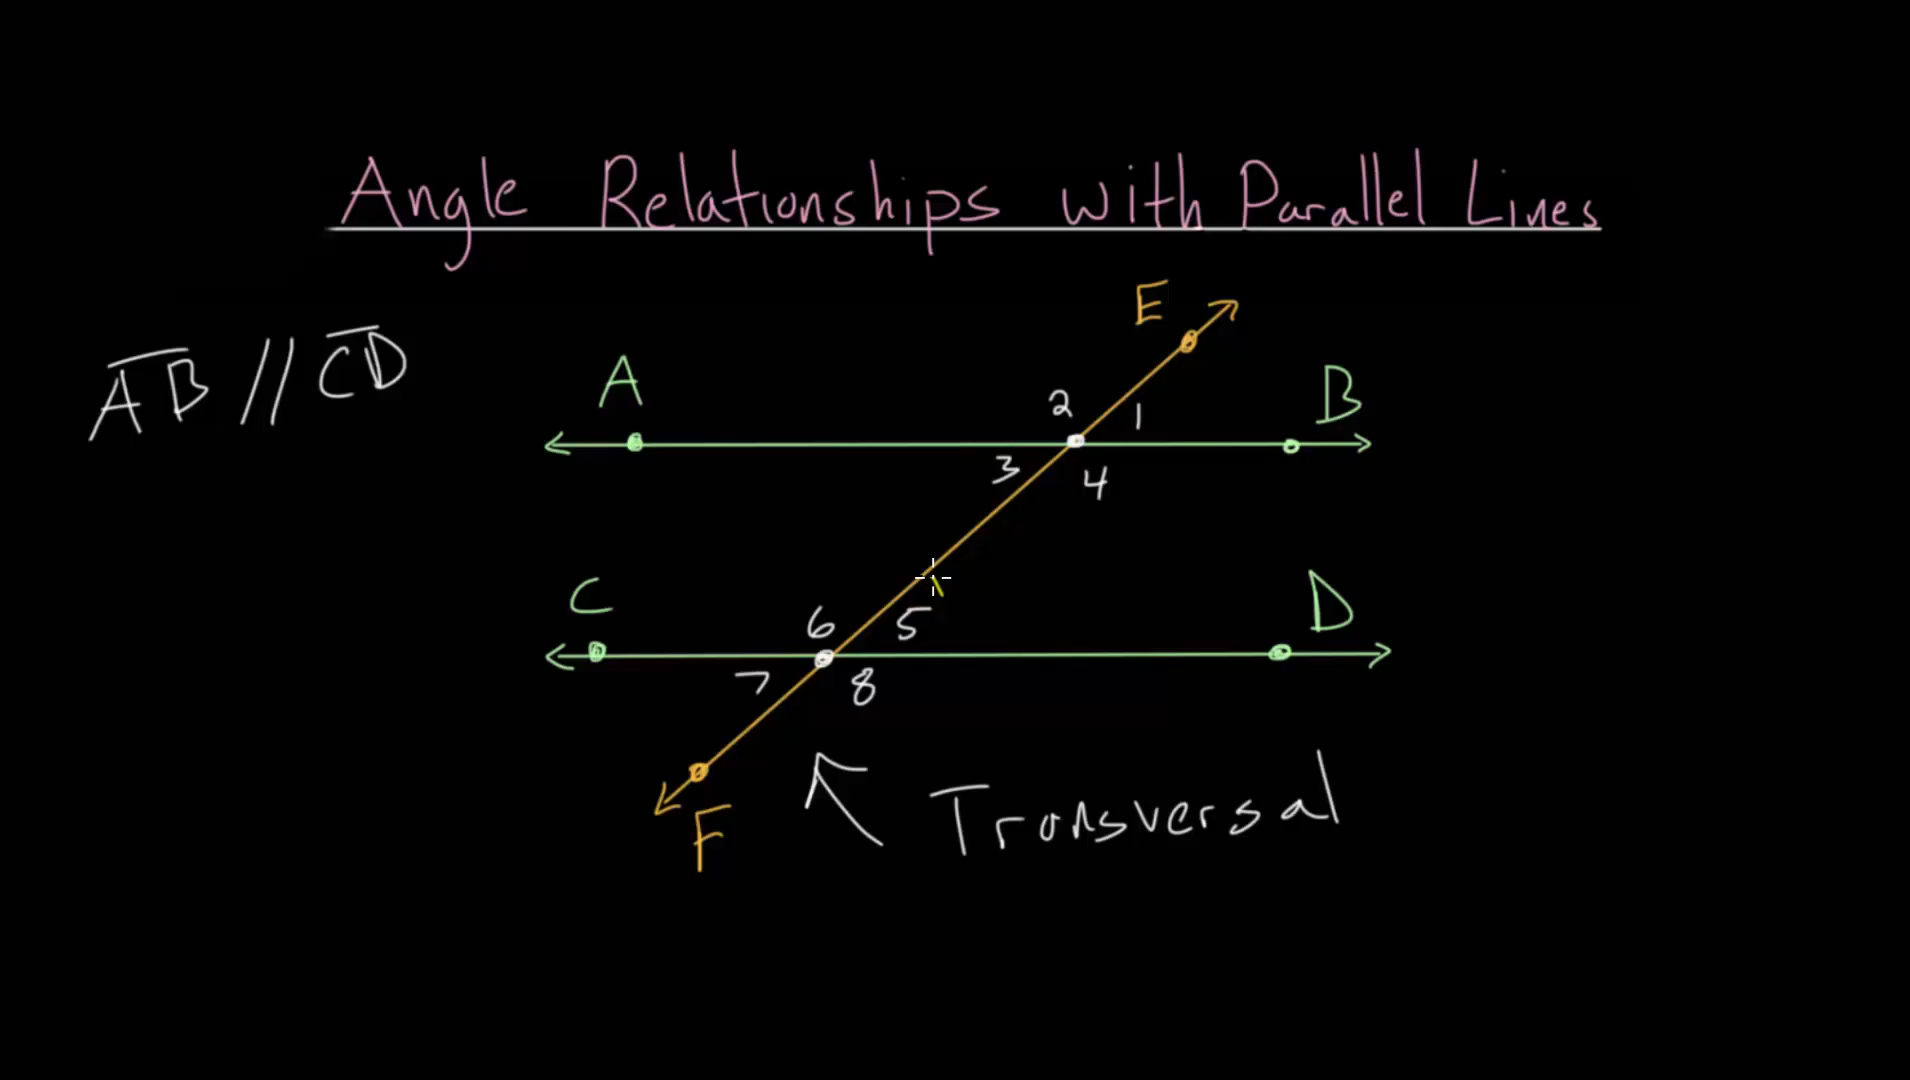 Angle Relationships with Parallel Lines
E
AB // CD
A
B
2 1
3 4
C
D
6 5
7 8
F
Transversal